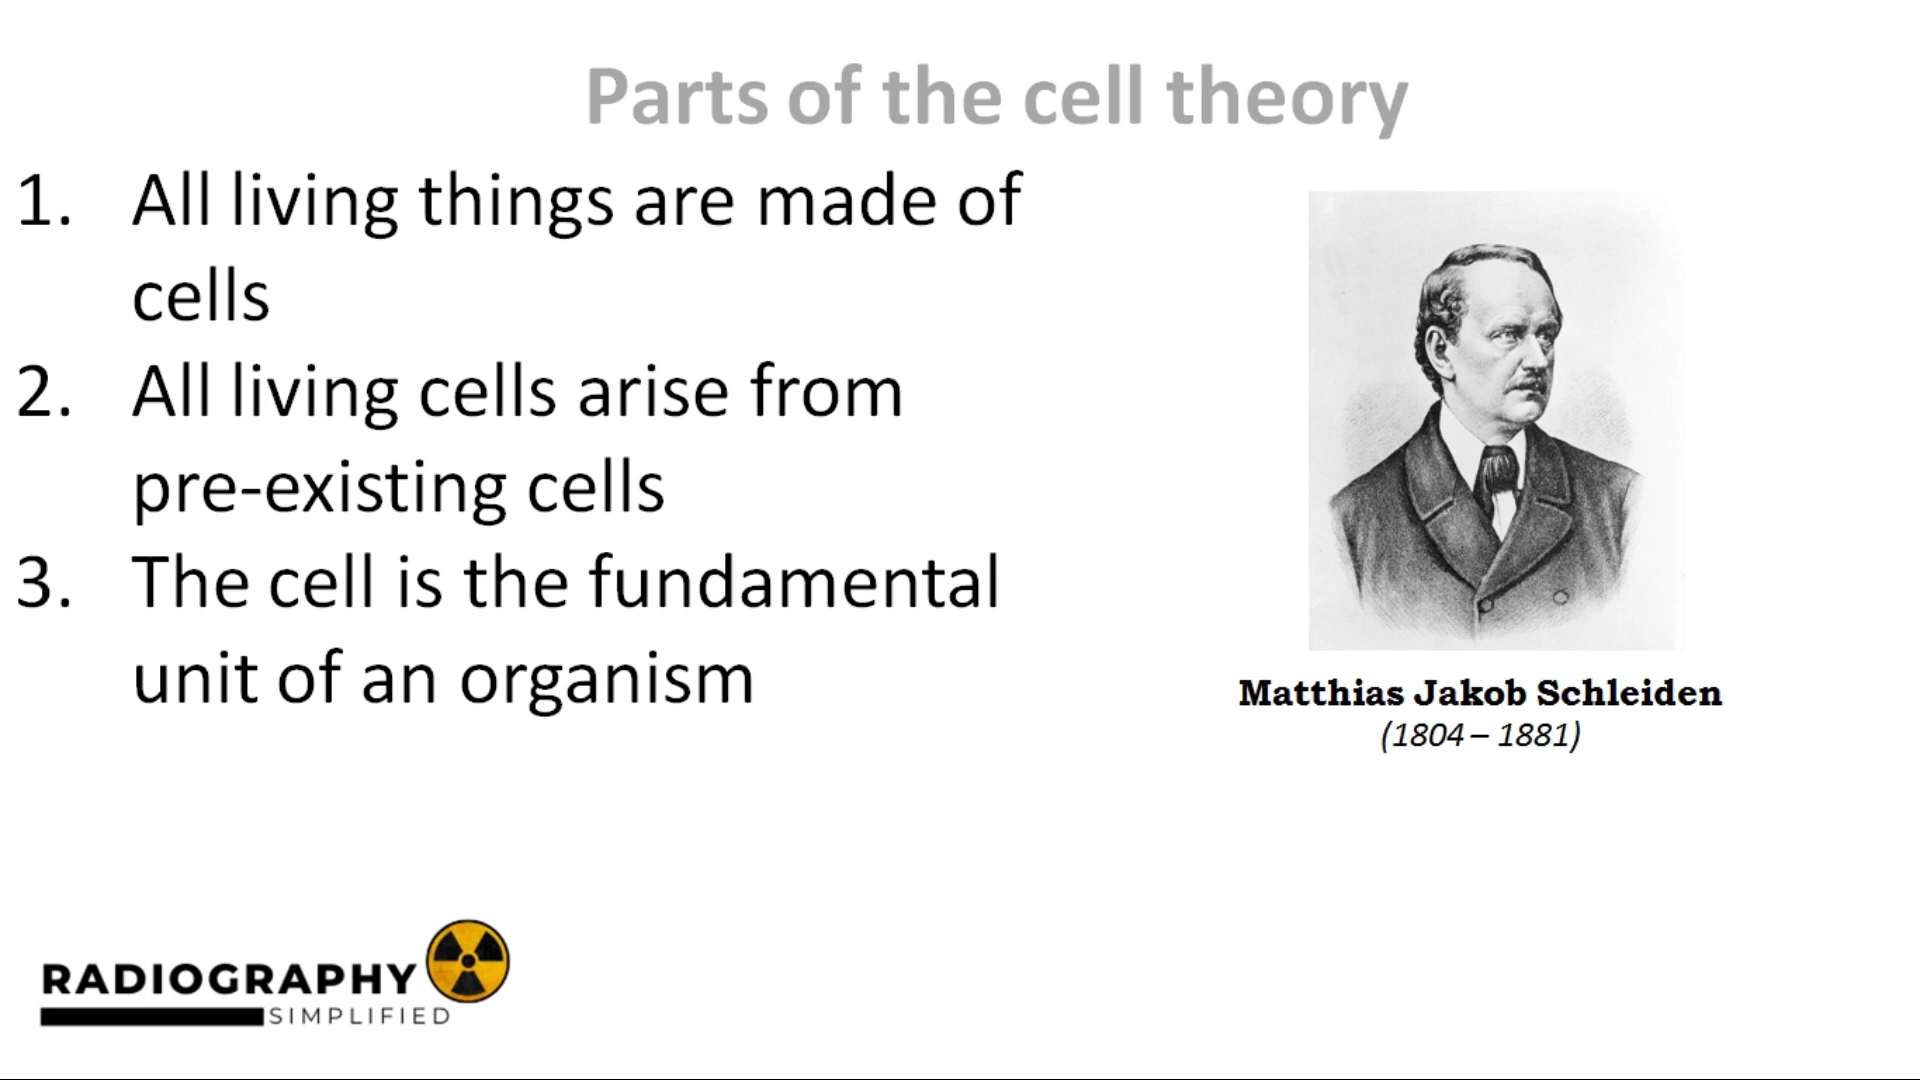 Parts of the cell theory
1. All living things are made of
cells
2. All living cells arise from
pre-existing cells
3. The cell is the fundamental
unit of an organism
Matthias Jakob Schleiden
(1804 – 1881)
RADIOGRAPHY
SIMPLIFIED